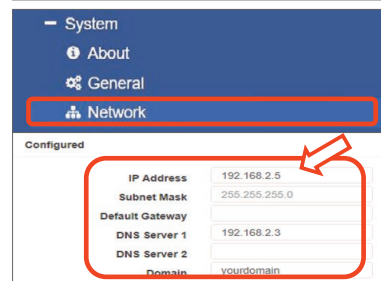 System
About
General
Network
Configured
IP Address 192.168.2.5
Subnet Mask 255.255.255.0
Default Gateway
DNS Server 1 192.168.2.3
DNS Server 2
Domain yourdomain